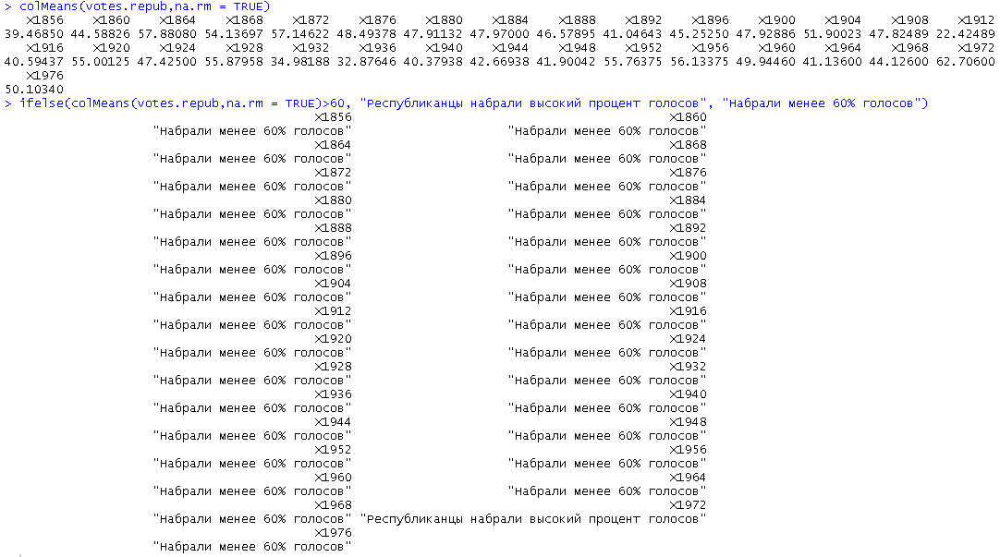 > colMeans(votes.repub,na.rm = TRUE)
X1856 X1860 X1864 X1868 X1872 X1876 X1880 X1884 X1888 X1892 X1896 X1900 X1904 X1908 X1912
39.46850 44.58826 57.88080 54.13697 57.14622 48.49378 47.91132 47.97000 46.57895 41.04643 45.25250 47.92886 51.90023 47.82489 22.42489
X1916 X1920 X1924 X1928 X1932 X1936 X1940 X1944 X1948 X1952 X1956 X1960 X1964 X1968 X1972
40.59437 55.00125 47.42500 55.87958 34.98188 32.87646 40.37938 42.66938 41.90042 55.76375 56.13375 49.94460 41.13600 44.12600 62.70600
X1976
50.10340
> ifelse(colMeans(votes.repub,na.rm = TRUE)>60, "Республиканцы набрали высокий процент голосов", "Набрали менее 60% голосов")
X1856 X1860
"Набрали менее 60% голосов" "Набрали менее 60% голосов"
X1864 X1868
"Набрали менее 60% голосов" "Набрали менее 60% голосов"
X1872 X1876
"Набрали менее 60% голосов" "Набрали менее 60% голосов"
X1880 X1884
"Набрали менее 60% голосов" "Набрали менее 60% голосов"
X1888 X1892
"Набрали менее 60% голосов" "Набрали менее 60% голосов"
X1896 X1900
"Набрали менее 60% голосов" "Набрали менее 60% голосов"
X1904 X1908
"Набрали менее 60% голосов" "Набрали менее 60% голосов"
X1912 X1916
"Набрали менее 60% голосов" "Набрали менее 60% голосов"
X1920 X1924
"Набрали менее 60% голосов" "Набрали менее 60% голосов"
X1928 X1932
"Набрали менее 60% голосов" "Набрали менее 60% голосов"
X1936 X1940
"Набрали менее 60% голосов" "Набрали менее 60% голосов"
X1944 X1948
"Набрали менее 60% голосов" "Набрали менее 60% голосов"
X1952 X1956
"Набрали менее 60% голосов" "Набрали менее 60% голосов"
X1960 X1964
"Набрали менее 60% голосов" "Набрали менее 60% голосов"
X1968 X1972
"Набрали менее 60% голосов" "Республиканцы набрали высокий процент голосов"
X1976
"Набрали менее 60% голосов"